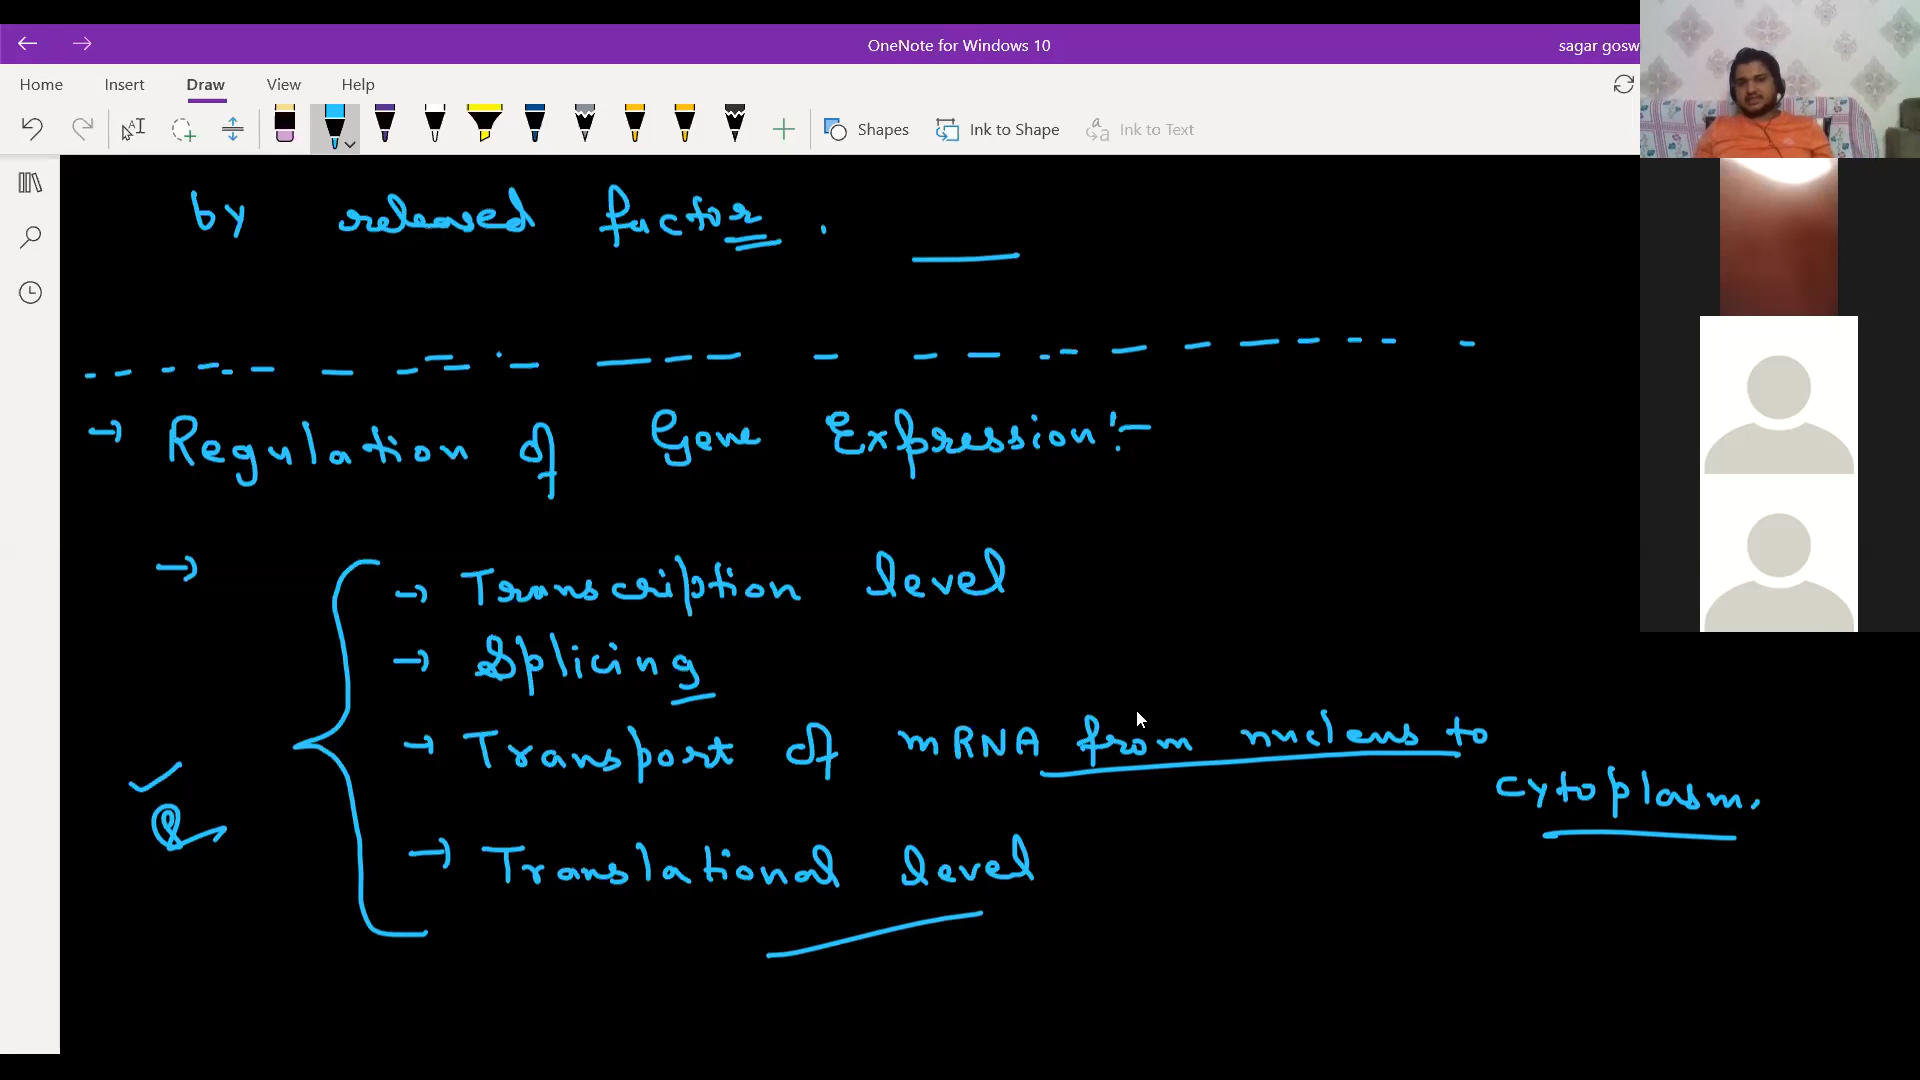 OneNote for Windows 10
sagar gosw
Home Insert Draw View Help
Shapes Ink to Shape Ink to Text
by released factor.
→ Regulation of Gene Expression:-
→
→ Transcription level
→ Splicing
→ Transport of mRNA from nucleus to
cytoplasm.
→ Translational level